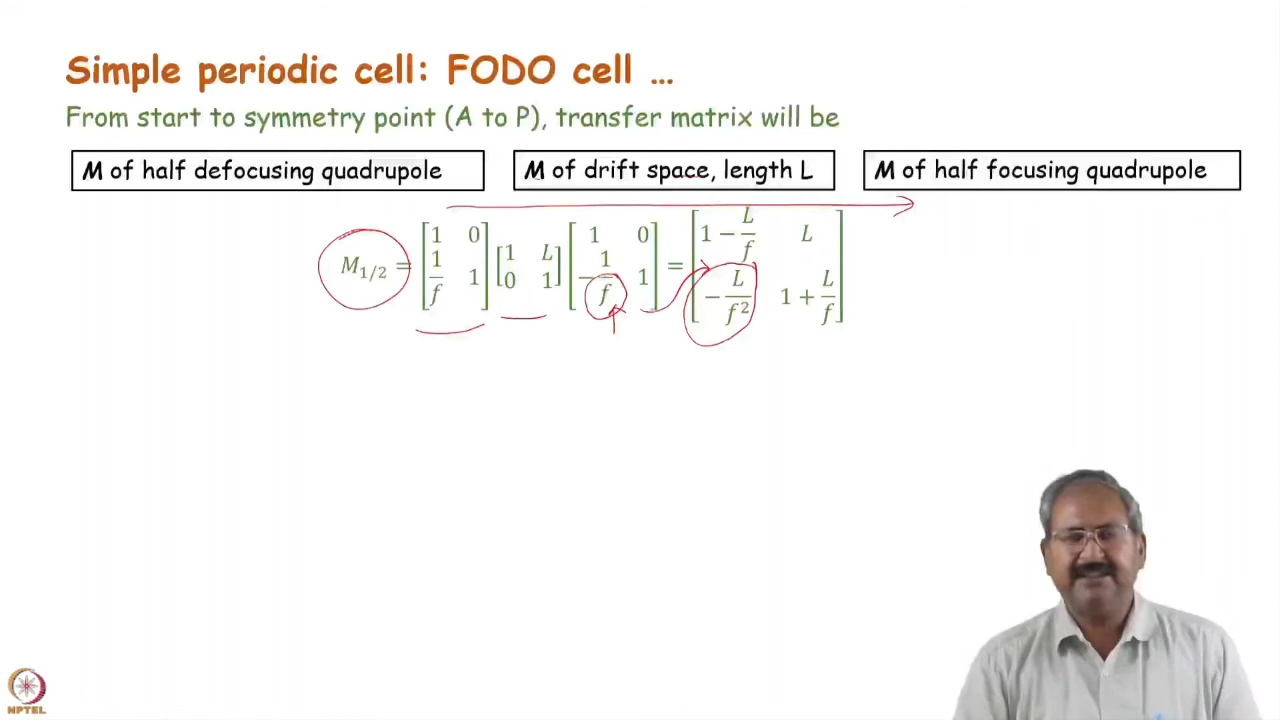 Simple periodic cell: FODO cell ...
From start to symmetry point (A to P), transfer matrix will be
M of half defocusing quadrupole
M of drift space, length L
M of half focusing quadrupole
M_{1/2} = [1 0; 1/f 1] [1 L; 0 1] [1 0; −1/f 1] = [1 − L/f L; −L/f² 1 + L/f]
NPTEL